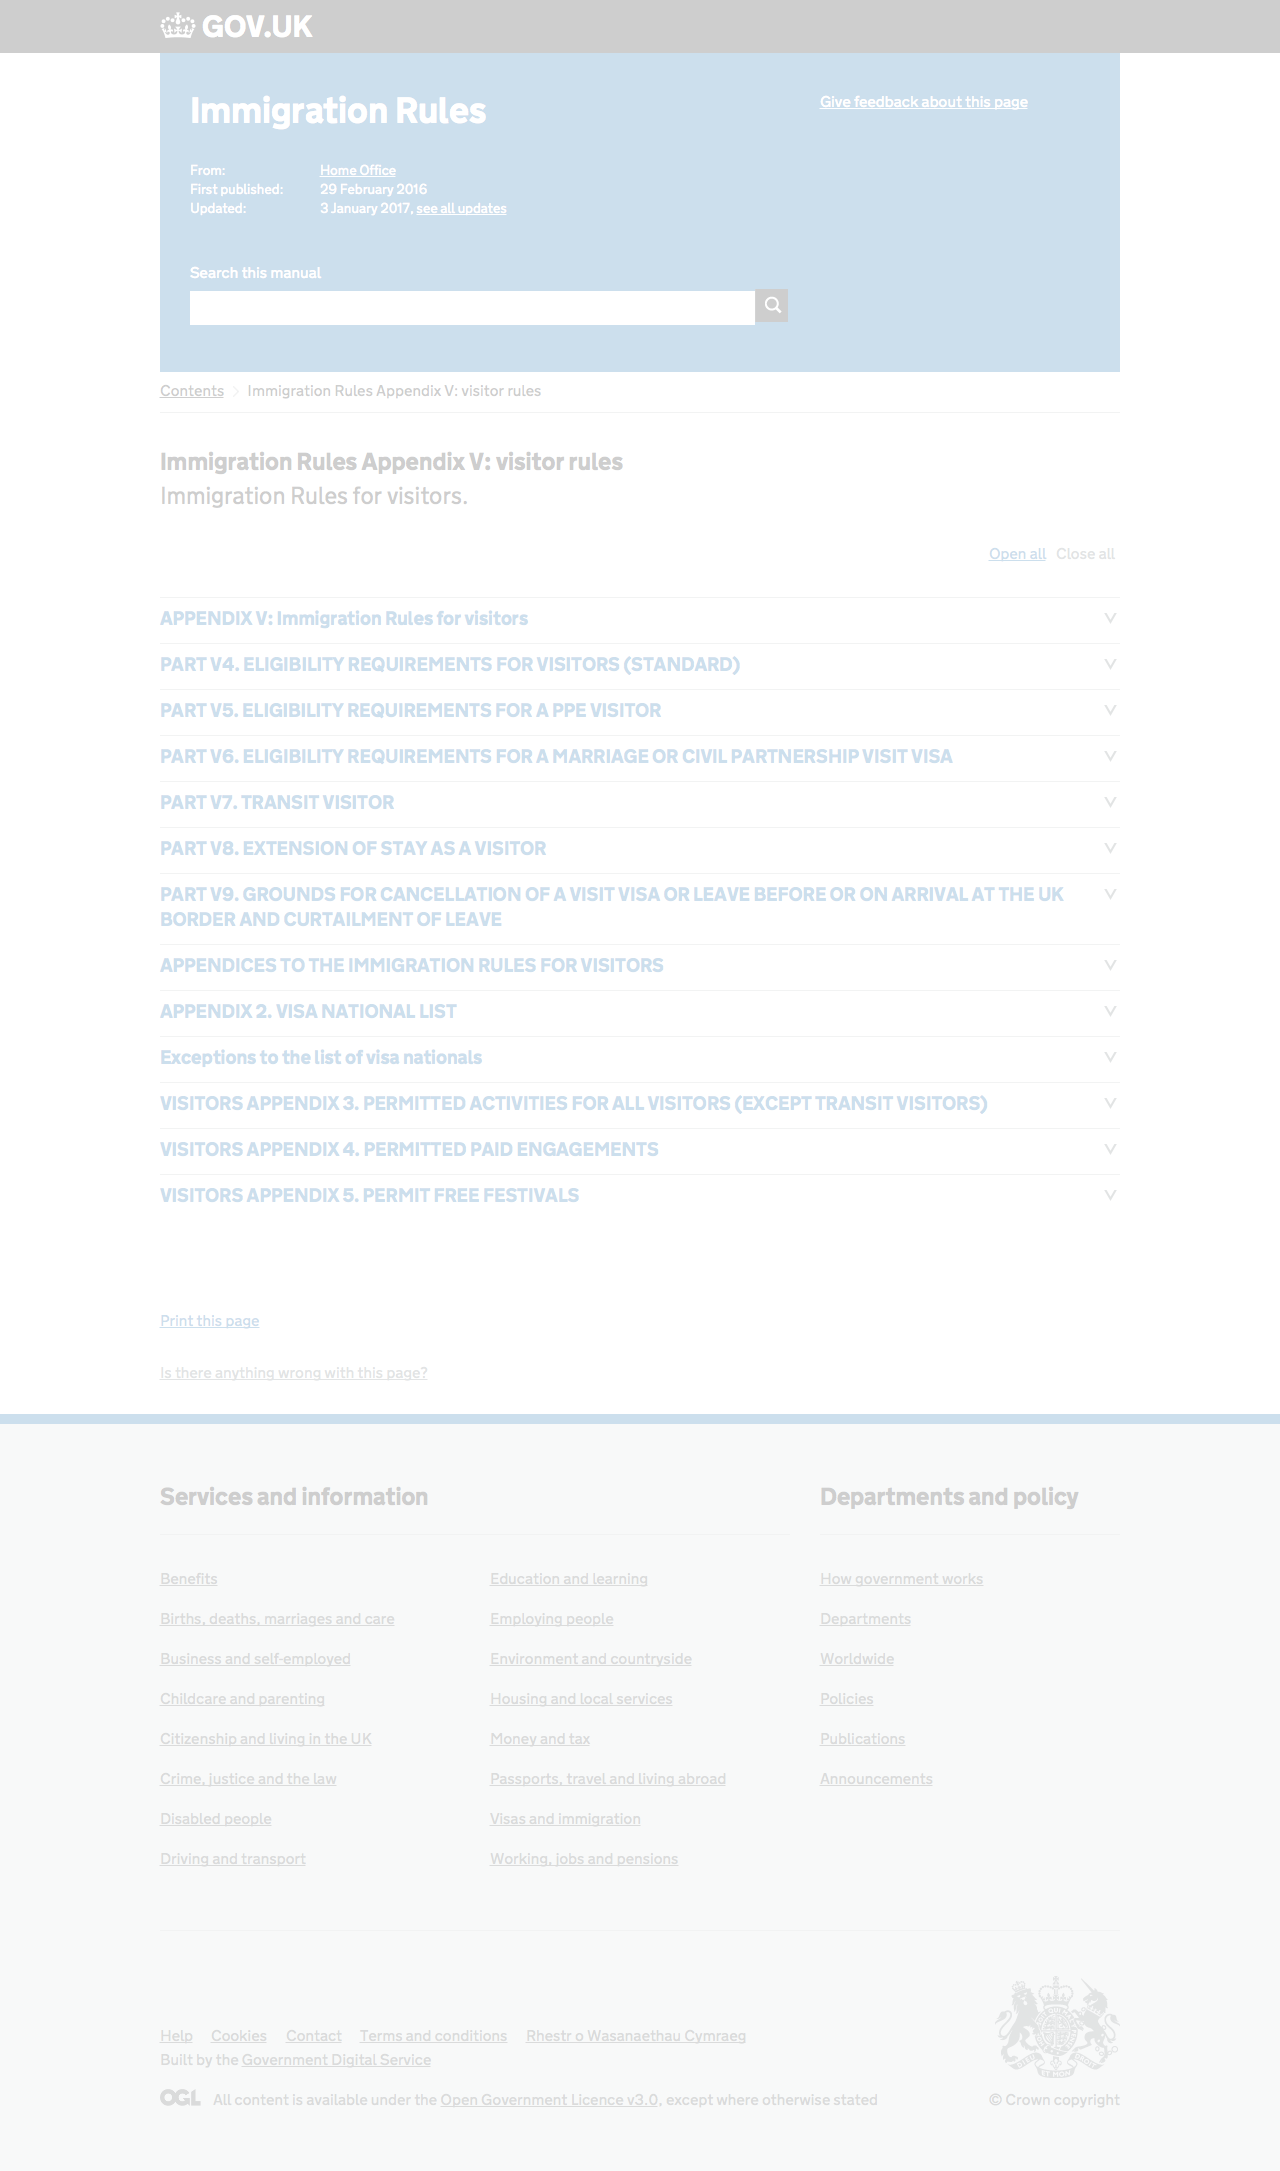 GOV.UK
Immigration Rules
Give feedback about this page
From: Home Office
First published: 29 February 2016
Updated: 3 January 2017, see all updates
Search this manual
Contents Immigration Rules Appendix V: visitor rules
Immigration Rules Appendix V: visitor rules
Immigration Rules for visitors.
Open all Close all
APPENDIX V: Immigration Rules for visitors
PART V4. ELIGIBILITY REQUIREMENTS FOR VISITORS (STANDARD)
PART V5. ELIGIBILITY REQUIREMENTS FOR A PPE VISITOR
PART V6. ELIGIBILITY REQUIREMENTS FOR A MARRIAGE OR CIVIL PARTNERSHIP VISIT VISA
PART V7. TRANSIT VISITOR
PART V8. EXTENSION OF STAY AS A VISITOR
PART V9. GROUNDS FOR CANCELLATION OF A VISIT VISA OR LEAVE BEFORE OR ON ARRIVAL AT THE UK
BORDER AND CURTAILMENT OF LEAVE
APPENDICES TO THE IMMIGRATION RULES FOR VISITORS
APPENDIX 2. VISA NATIONAL LIST
Exceptions to the list of visa nationals
VISITORS APPENDIX 3. PERMITTED ACTIVITIES FOR ALL VISITORS (EXCEPT TRANSIT VISITORS)
VISITORS APPENDIX 4. PERMITTED PAID ENGAGEMENTS
VISITORS APPENDIX 5. PERMIT FREE FESTIVALS
Print this page
Is there anything wrong with this page?
Services and information
Benefits
Births, deaths, marriages and care
Business and self-employed
Childcare and parenting
Citizenship and living in the UK
Crime, justice and the law
Disabled people
Driving and transport
Education and learning
Employing people
Environment and countryside
Housing and local services
Money and tax
Passports, travel and living abroad
Visas and immigration
Working, jobs and pensions
Departments and policy
How government works
Departments
Worldwide
Policies
Publications
Announcements
Help Cookies Contact Terms and conditions Rhestr o Wasanaethau Cymraeg
Built by the Government Digital Service
OGL All content is available under the Open Government Licence v3.0, except where otherwise stated
© Crown copyright